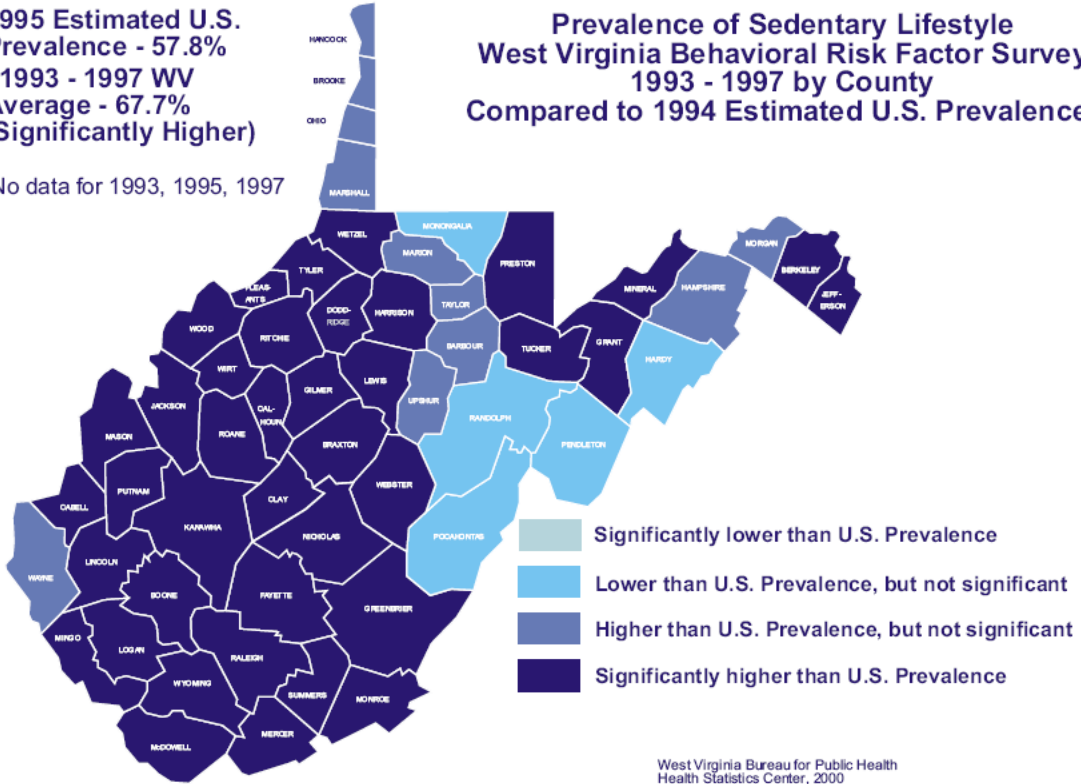 995 Estimated U.S.
Prevalence - 57.8%
1993 - 1997 WV
Average - 67.7%
(Significantly Higher)
No data for 1993, 1995, 1997
Prevalence of Sedentary Lifestyle
West Virginia Behavioral Risk Factor Survey
1993 - 1997 by County
Compared to 1994 Estimated U.S. Prevalence
HANCOCK
BROOKE
OHIO
MARSHALL
WETZEL
MONONGALIA
MARION
PRESTON
MORGAN
BERKELEY
JEFF-
ERSON
TYLER
PLEAS-
ANTS
MINERAL
HAMPSHIRE
DODD-
RIDGE
HARRISON
TAYLOR
WOOD
RITCHIE
BARBOUR
TUCKER
GRANT
HARDY
WIRT
GILMER
LEWIS
UPSHUR
JACKSON
CAL-
HOUN
RANDOLPH
MASON
ROANE
BRAXTON
PENDLETON
PUTNAM
CLAY
WEBSTER
CABELL
KANAWHA
NICHOLAS
POCAHONTAS
LINCOLN
WAYNE
BOONE
FAYETTE
GREENBRIER
MINGO
LOGAN
RALEIGH
WYOMING
SUMMERS
MONROE
MERCER
McDOWELL
Significantly lower than U.S. Prevalence
Lower than U.S. Prevalence, but not significant
Higher than U.S. Prevalence, but not significant
Significantly higher than U.S. Prevalence
West Virginia Bureau for Public Health
Health Statistics Center, 2000